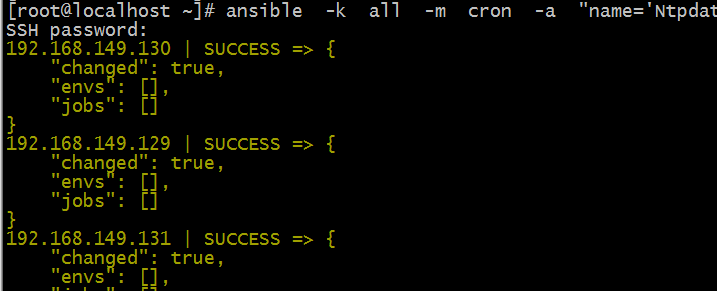 [root@localhost ~]# ansible -k all -m cron -a "name='Ntpdat
SSH password:
192.168.149.130 | SUCCESS => {
    "changed": true,
    "envs": [],
    "jobs": []
}
192.168.149.129 | SUCCESS => {
    "changed": true,
    "envs": [],
    "jobs": []
}
192.168.149.131 | SUCCESS => {
    "changed": true,
    "envs": [],